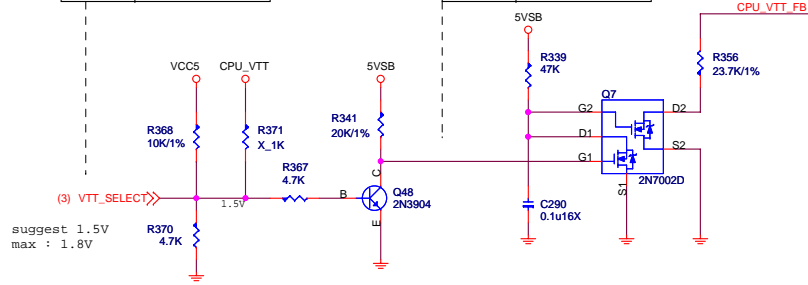 CPU_VTT_FB
5VSB
VCC5
CPU_VTT
5VSB
R339
47K
R356
23.7K/1%
Q7
G2
D2
R368
10K/1%
R371
X_1K
R341
20K/1%
D1
S2
G1
R367
4.7K
C
2N7002D
S1
(3) VTT_SELECT
1.5V
B
Q48
2N3904
C290
0.1u16X
E
R370
4.7K
suggest 1.5V
max : 1.8V